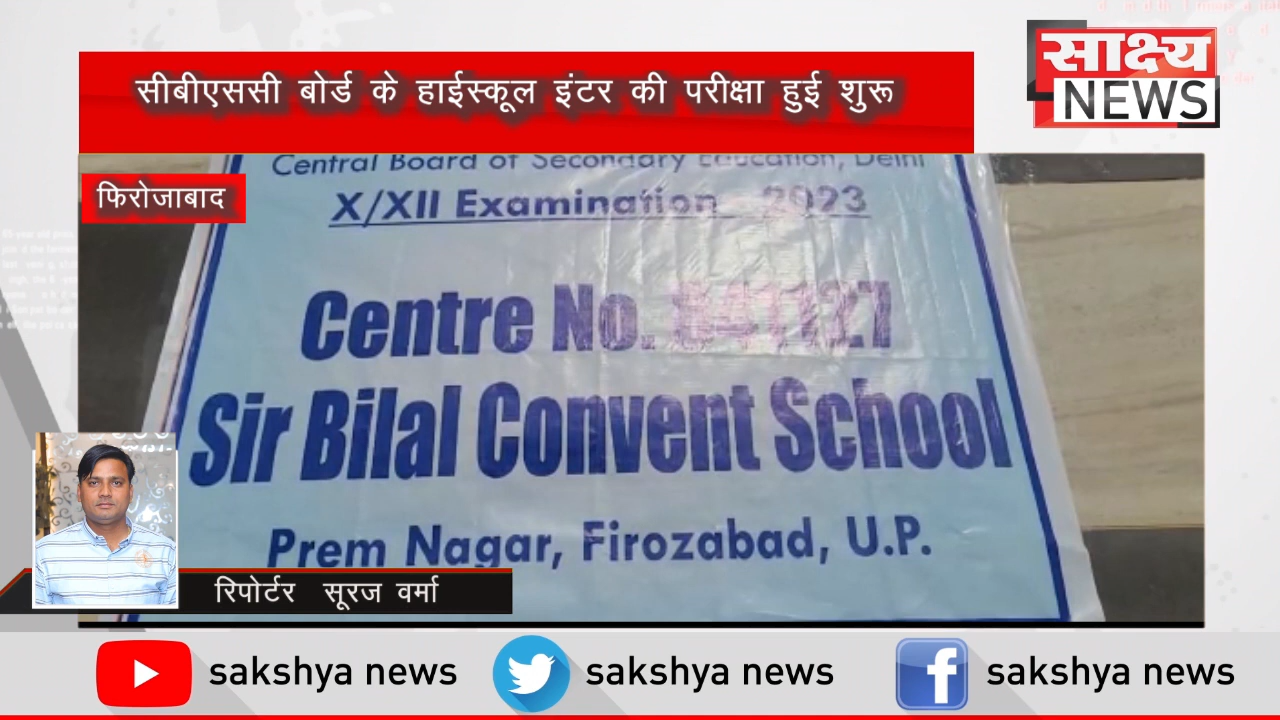 साक्ष्य
NEWS
सीबीएससी बोर्ड के हाईस्कूल इंटर की परीक्षा हुई शुरू
Central Board of Secondary Education, Delhi
फिरोजाबाद
X/XII Examination 2023
Centre No. 841127
Sir Bilal Convent School
Prem Nagar, Firozabad, U.P.
रिपोर्टर सूरज वर्मा
sakshya news
sakshya news
sakshya news